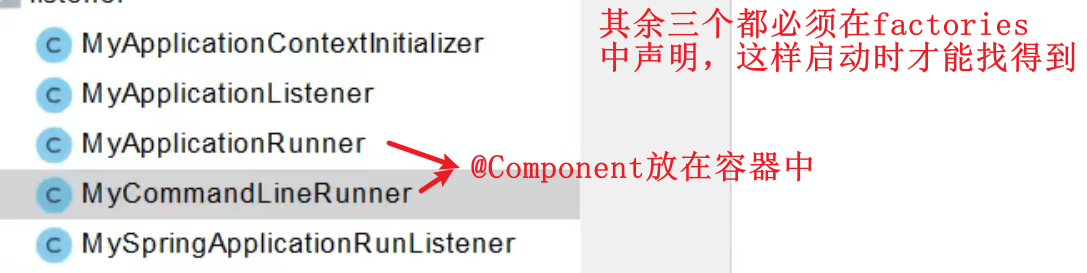 listener
MyApplicationContextInitializer
其余三个都必须在factories
中声明，这样启动时才能找得到
C
MyApplicationListener
C
MyApplicationRunner
C
@Component放在容器中
MyCommandLineRunner
C
MySpringApplicationRunListener
C